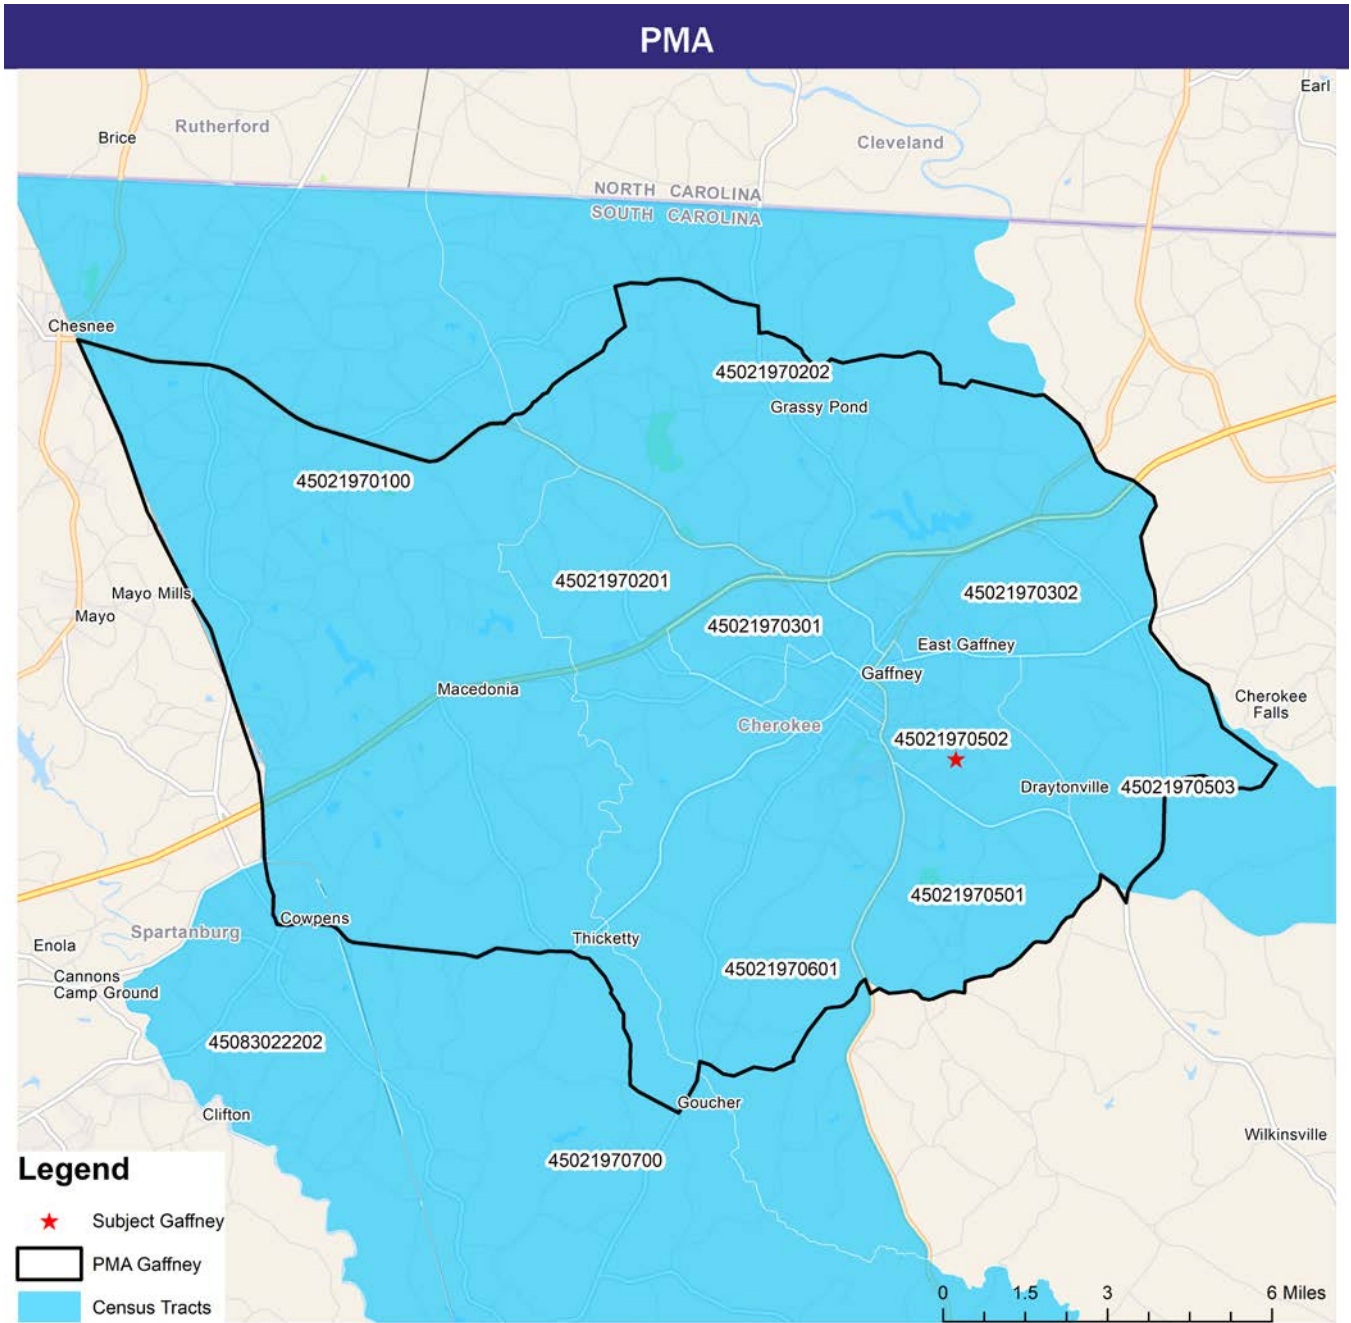 PMA
Earl
Rutherford
Brice
Cleveland
NORTH CAROLINA
SOUTH CAROLINA
Chesnee
45021970202
Grassy Pond
45021970100
45021970201
45021970302
Mayo Mills
Mayo
45021970301
East Gaffney
Gaffney
Macedonia
Cherokee
Falls
Cherokee
45021970502
Draytonville
45021970503
45021970501
Cowpens
Spartanburg
Enola
Thicketty
45021970601
Cannons
Camp Ground
45083022202
Goucher
Clifton
Wilkinsville
45021970700
Legend
Subject Gaffney
PMA Gaffney
Census Tracts
0 1.5 3 6 Miles